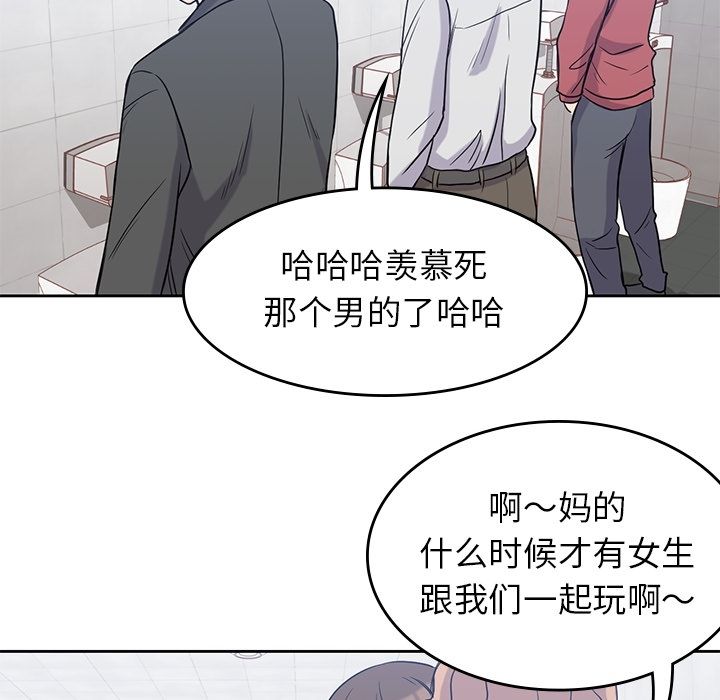 哈哈哈羡慕死
那个男的了哈哈
啊～妈的
什么时候才有女生
跟我们一起玩啊～